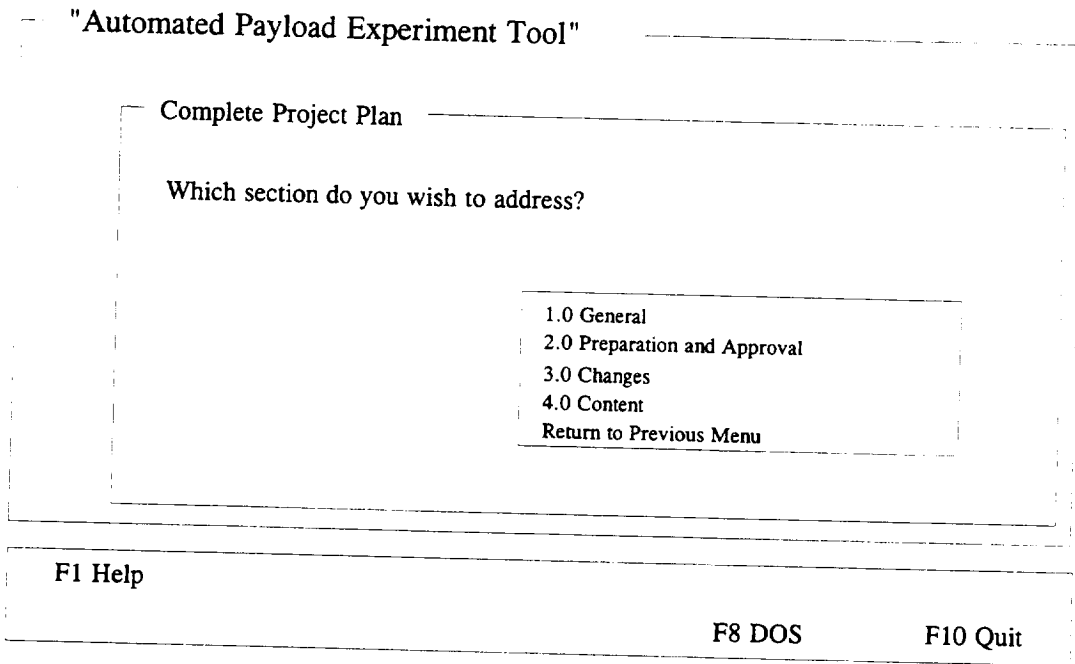 "Automated Payload Experiment Tool"
Complete Project Plan
Which section do you wish to address?
1.0 General
2.0 Preparation and Approval
3.0 Changes
4.0 Content
Return to Previous Menu
F1 Help
F8 DOS F10 Quit